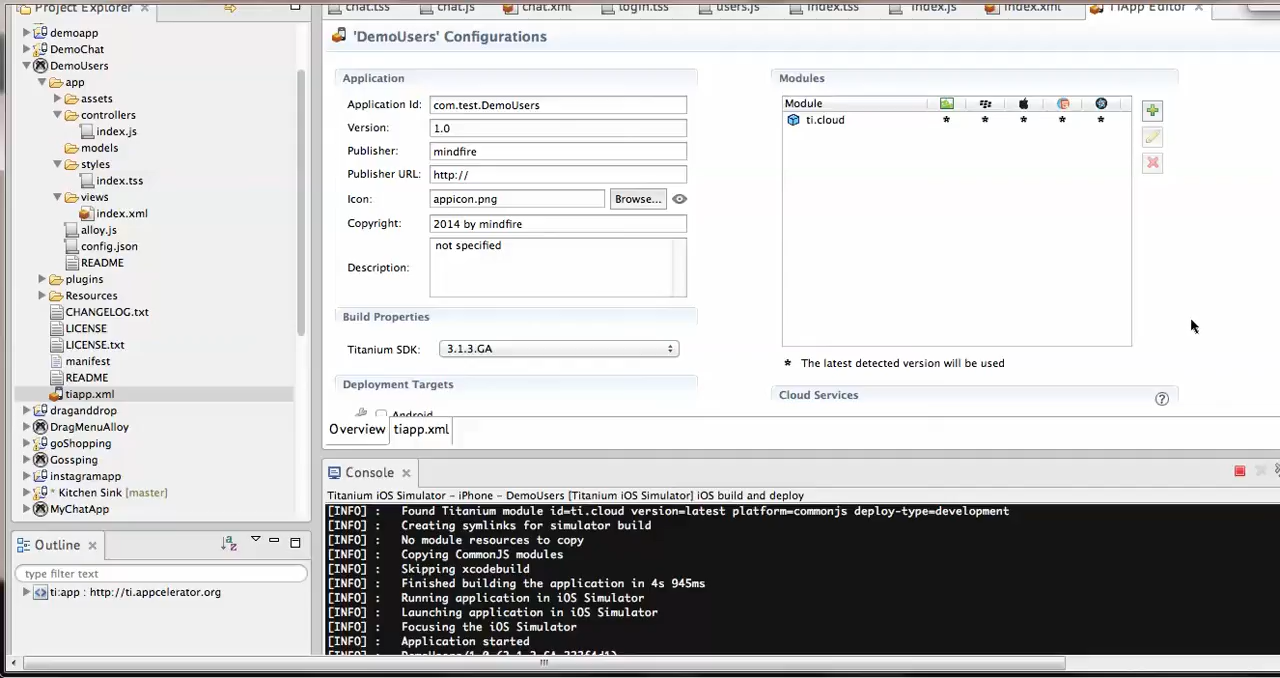 Project Explorer
chat.tss
chat.js
chat.xml
login.tss
users.js
index.tss
index.js
index.xml
TiApp Editor
demoapp
DemoChat
DemoUsers
app
assets
controllers
index.js
models
styles
index.tss
views
index.xml
alloy.js
config.json
README
plugins
Resources
CHANGELOG.txt
LICENSE
LICENSE.txt
manifest
README
tiapp.xml
draganddrop
DragMenuAlloy
goShopping
Gossping
instagramapp
* Kitchen Sink [master]
MyChatApp
Outline
type filter text
ti:app : http://ti.appcelerator.org
'DemoUsers' Configurations
Application
Application Id: com.test.DemoUsers
Version: 1.0
Publisher: mindfire
Publisher URL: http://
Icon: appicon.png Browse...
Copyright: 2014 by mindfire
Description: not specified
Build Properties
Titanium SDK: 3.1.3.GA
Deployment Targets
Android
Modules
Module
ti.cloud * * * * *
* The latest detected version will be used
Cloud Services ?
Overview tiapp.xml
Console
Titanium iOS Simulator - iPhone - DemoUsers [Titanium iOS Simulator] iOS build and deploy
[INFO] : Found Titanium module id=ti.cloud version=latest platform=commonjs deploy-type=development
[INFO] : Creating symlinks for simulator build
[INFO] : No module resources to copy
[INFO] : Copying CommonJS modules
[INFO] : Skipping xcodebuild
[INFO] : Finished building the application in 4s 945ms
[INFO] : Running application in iOS Simulator
[INFO] : Launching application in iOS Simulator
[INFO] : Focusing the iOS Simulator
[INFO] : Application started